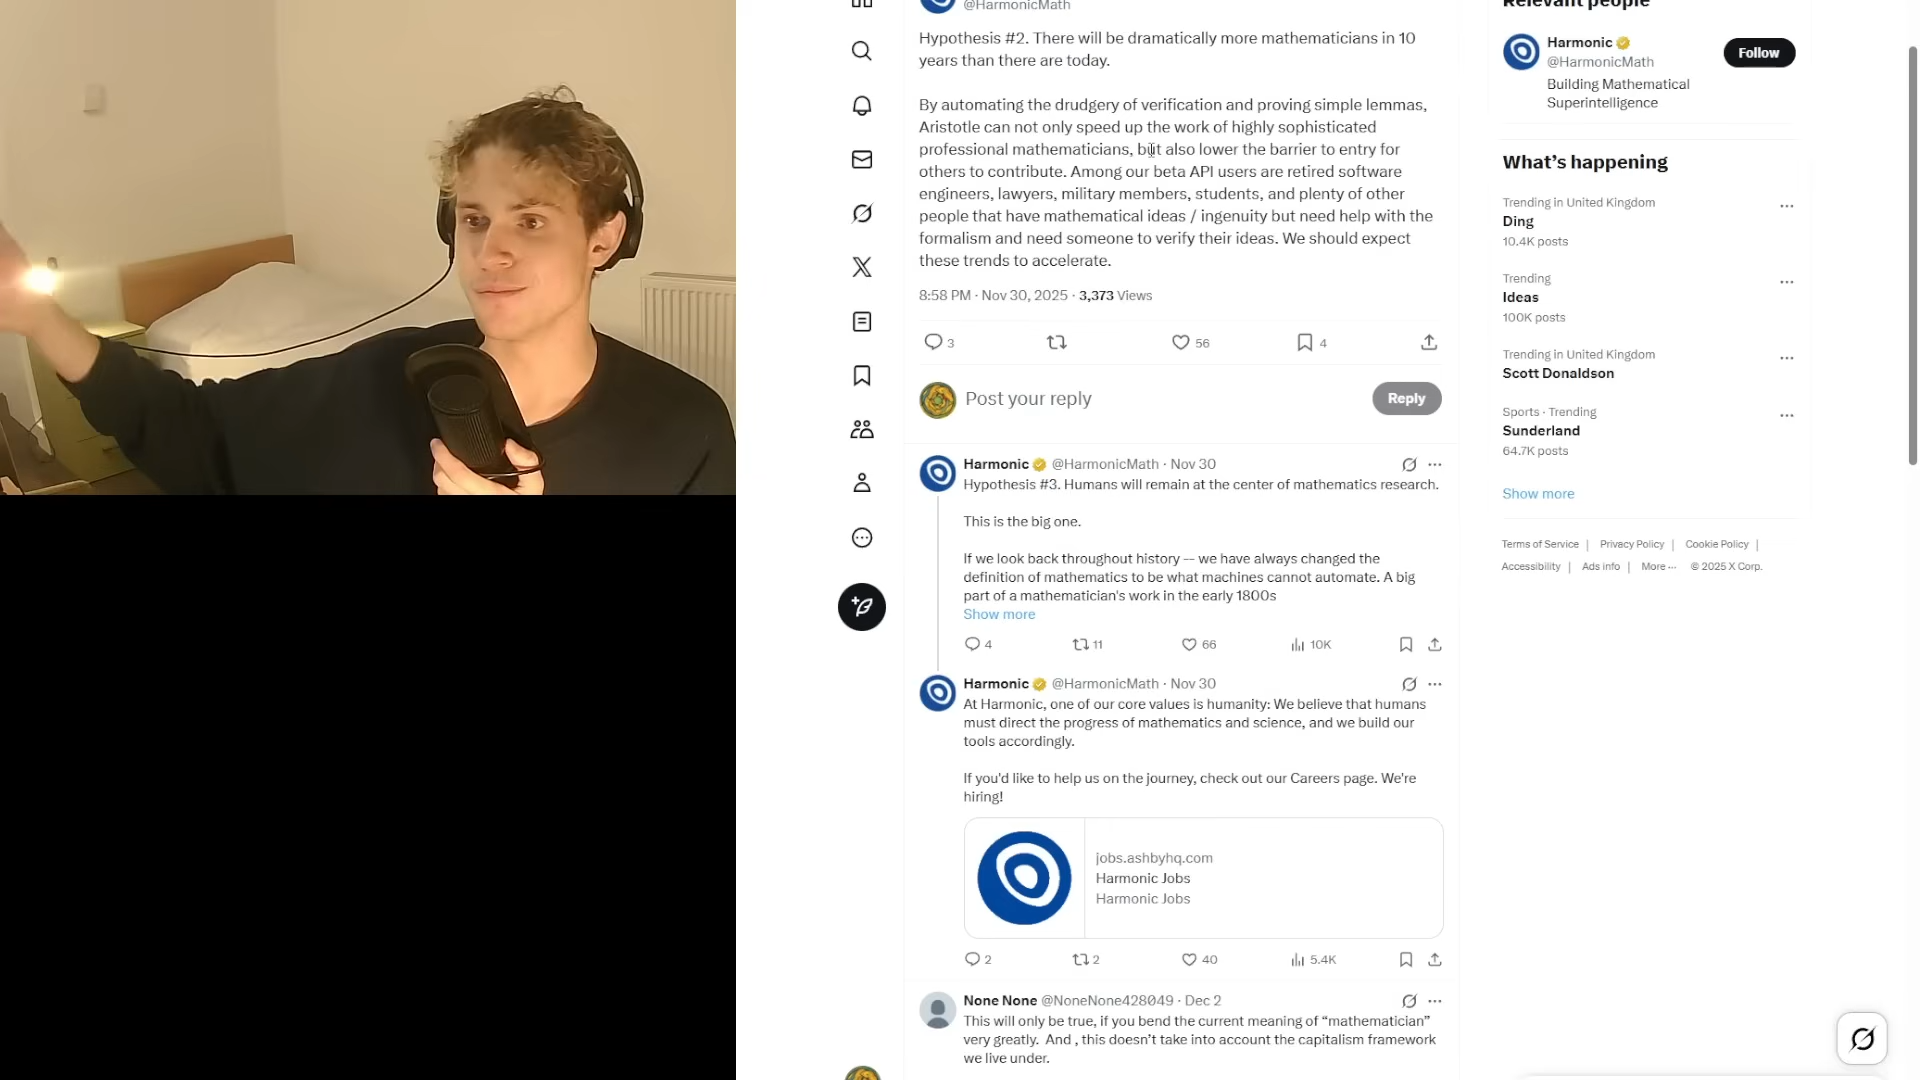 @HarmonicMath
Hypothesis #2. There will be dramatically more mathematicians in 10
years than there are today.
By automating the drudgery of verification and proving simple lemmas,
Aristotle can not only speed up the work of highly sophisticated
professional mathematicians, but also lower the barrier to entry for
others to contribute. Among our beta API users are retired software
engineers, lawyers, military members, students, and plenty of other
people that have mathematical ideas / ingenuity but need help with the
formalism and need someone to verify their ideas. We should expect
these trends to accelerate.
8:58 PM · Nov 30, 2025 · 3,373 Views
3 56 4
Post your reply
Reply
Harmonic @HarmonicMath · Nov 30
Hypothesis #3. Humans will remain at the center of mathematics research.
This is the big one.
If we look back throughout history -- we have always changed the
definition of mathematics to be what machines cannot automate. A big
part of a mathematician's work in the early 1800s
Show more
4 11 66 10K
Harmonic @HarmonicMath · Nov 30
At Harmonic, one of our core values is humanity: We believe that humans
must direct the progress of mathematics and science, and we build our
tools accordingly.
If you'd like to help us on the journey, check out our Careers page. We're
hiring!
jobs.ashbyhq.com
Harmonic Jobs
Harmonic Jobs
2 2 40 5.4K
None None @NoneNone428049 · Dec 2
This will only be true, if you bend the current meaning of “mathematician”
very greatly. And , this doesn’t take into account the capitalism framework
we live under.
Relevant people
Harmonic
@HarmonicMath
Follow
Building Mathematical
Superintelligence
What’s happening
Trending in United Kingdom
Ding
10.4K posts
Trending
Ideas
100K posts
Trending in United Kingdom
Scott Donaldson
Sports · Trending
Sunderland
64.7K posts
Show more
Terms of Service | Privacy Policy | Cookie Policy |
Accessibility | Ads info | More ··· © 2025 X Corp.